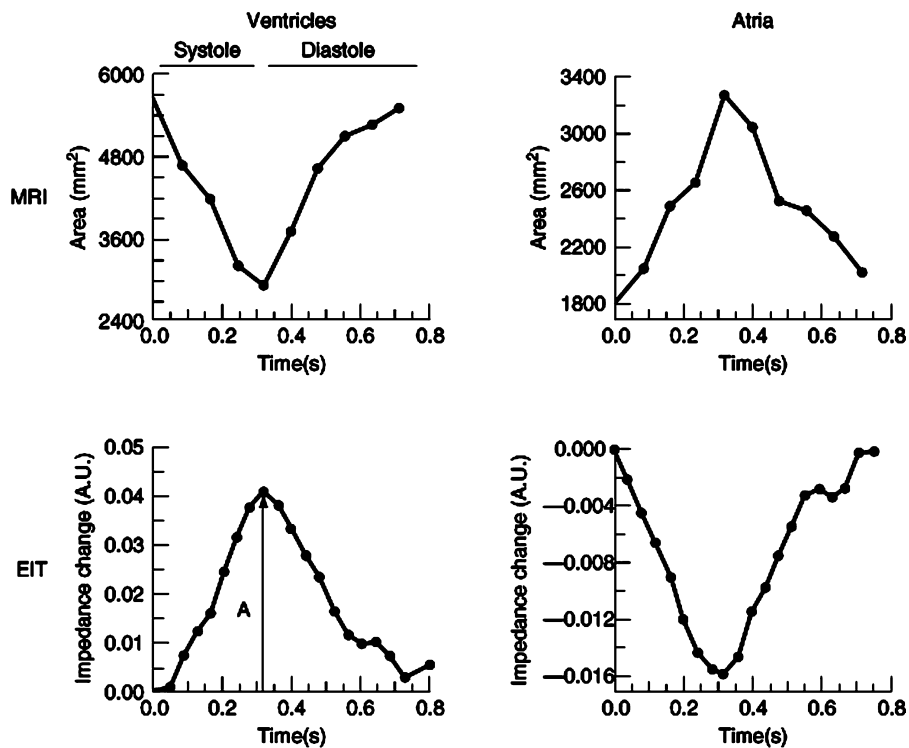 Ventricles
Systole Diastole
Atria
MRI
Area (mm²)
6000
4800
3600
2400
0.0 0.2 0.4 0.6 0.8
Time(s)
Area (mm²)
3400
3000
2600
2200
1800
0.0 0.2 0.4 0.6 0.8
Time(s)
EIT
Impedance change (A.U.)
0.05
0.04
0.03
0.02
0.01
0.00
A
0.0 0.2 0.4 0.6 0.8
Time(s)
Impedance change (A.U.)
0.000
—0.004
—0.008
—0.012
—0.016
0.0 0.2 0.4 0.6 0.8
Time(s)